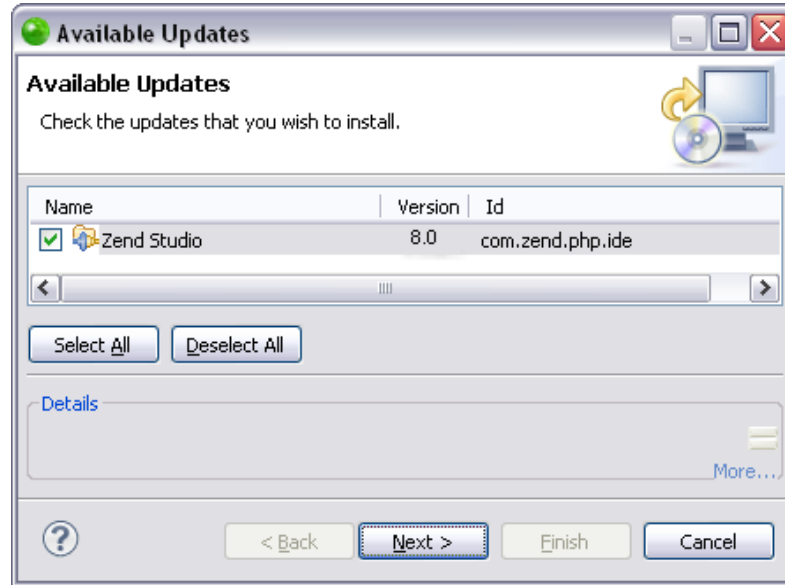 Available Updates
Available Updates
Check the updates that you wish to install.
Name Version Id
Zend Studio 8.0 com.zend.php.ide
Select All Deselect All
Details
More...
? < Back Next > Finish Cancel